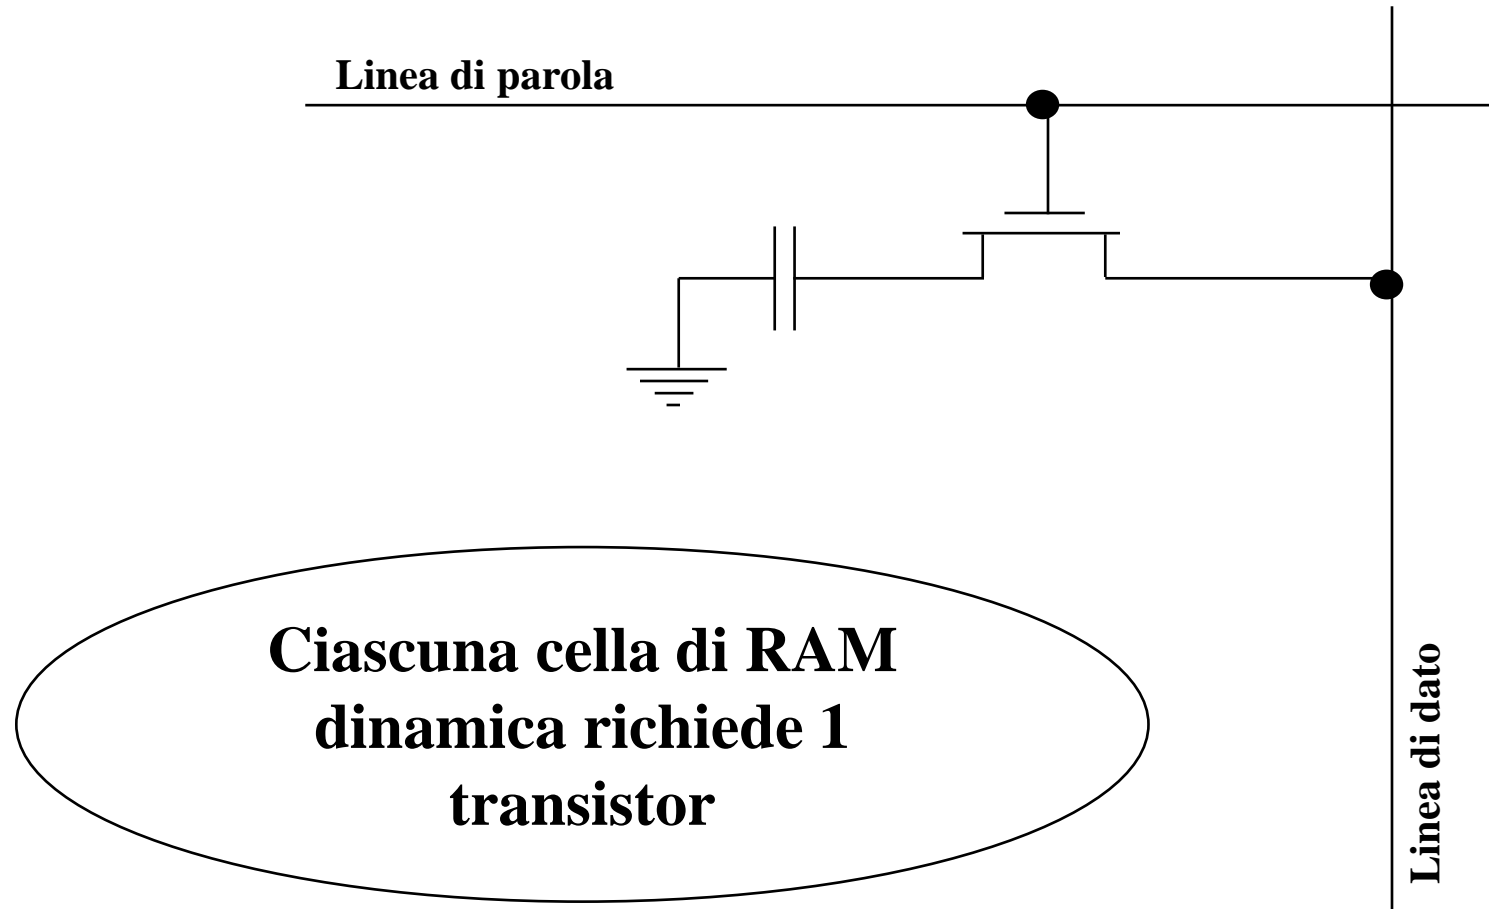 Linea di parola
Ciascuna cella di RAM
dinamica richiede 1
transistor
Linea di dato